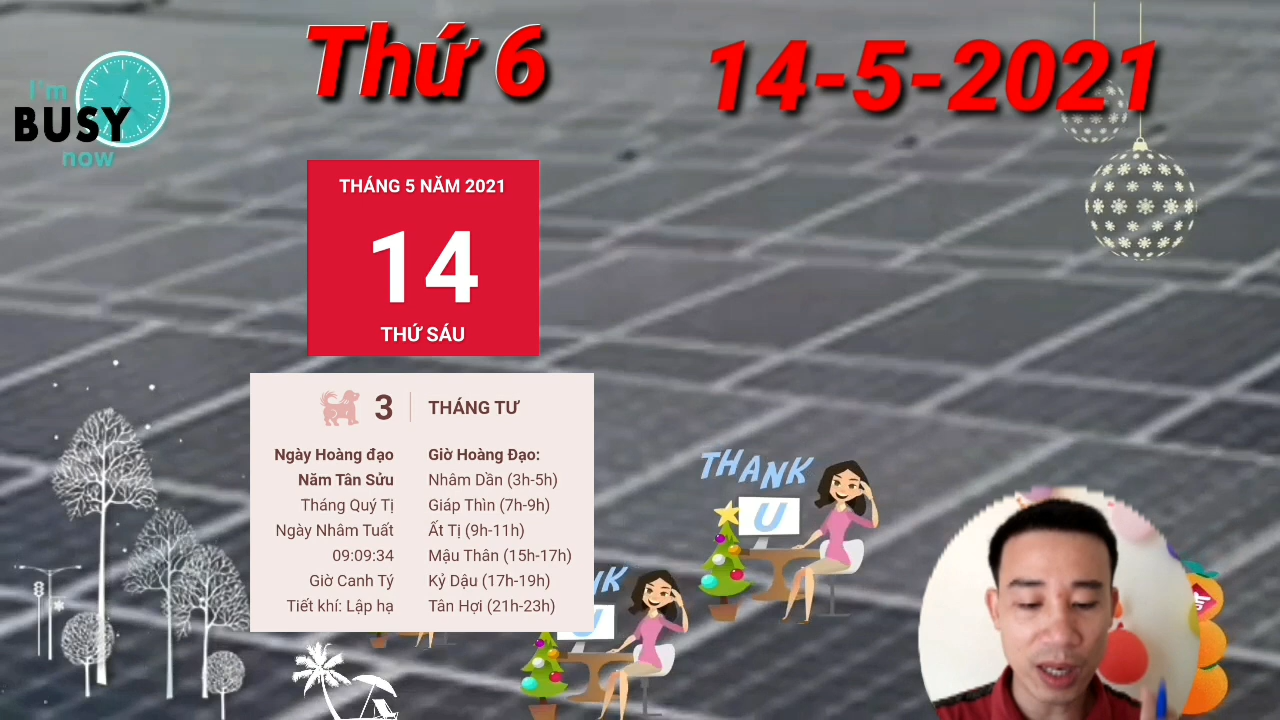 Thứ 6
14-5-2021
I'm
BUSY
now
THÁNG 5 NĂM 2021
14
THỨ SÁU
3
THÁNG TƯ
Ngày Hoàng đạo
Năm Tân Sửu
Tháng Quý Tị
Ngày Nhâm Tuất
09:09:34
Giờ Canh Tý
Tiết khí: Lập hạ
Giờ Hoàng Đạo:
Nhâm Dần (3h-5h)
Giáp Thìn (7h-9h)
Ất Tị (9h-11h)
Mậu Thân (15h-17h)
Kỷ Dậu (17h-19h)
Tân Hợi (21h-23h)
THANK
U
NK
U